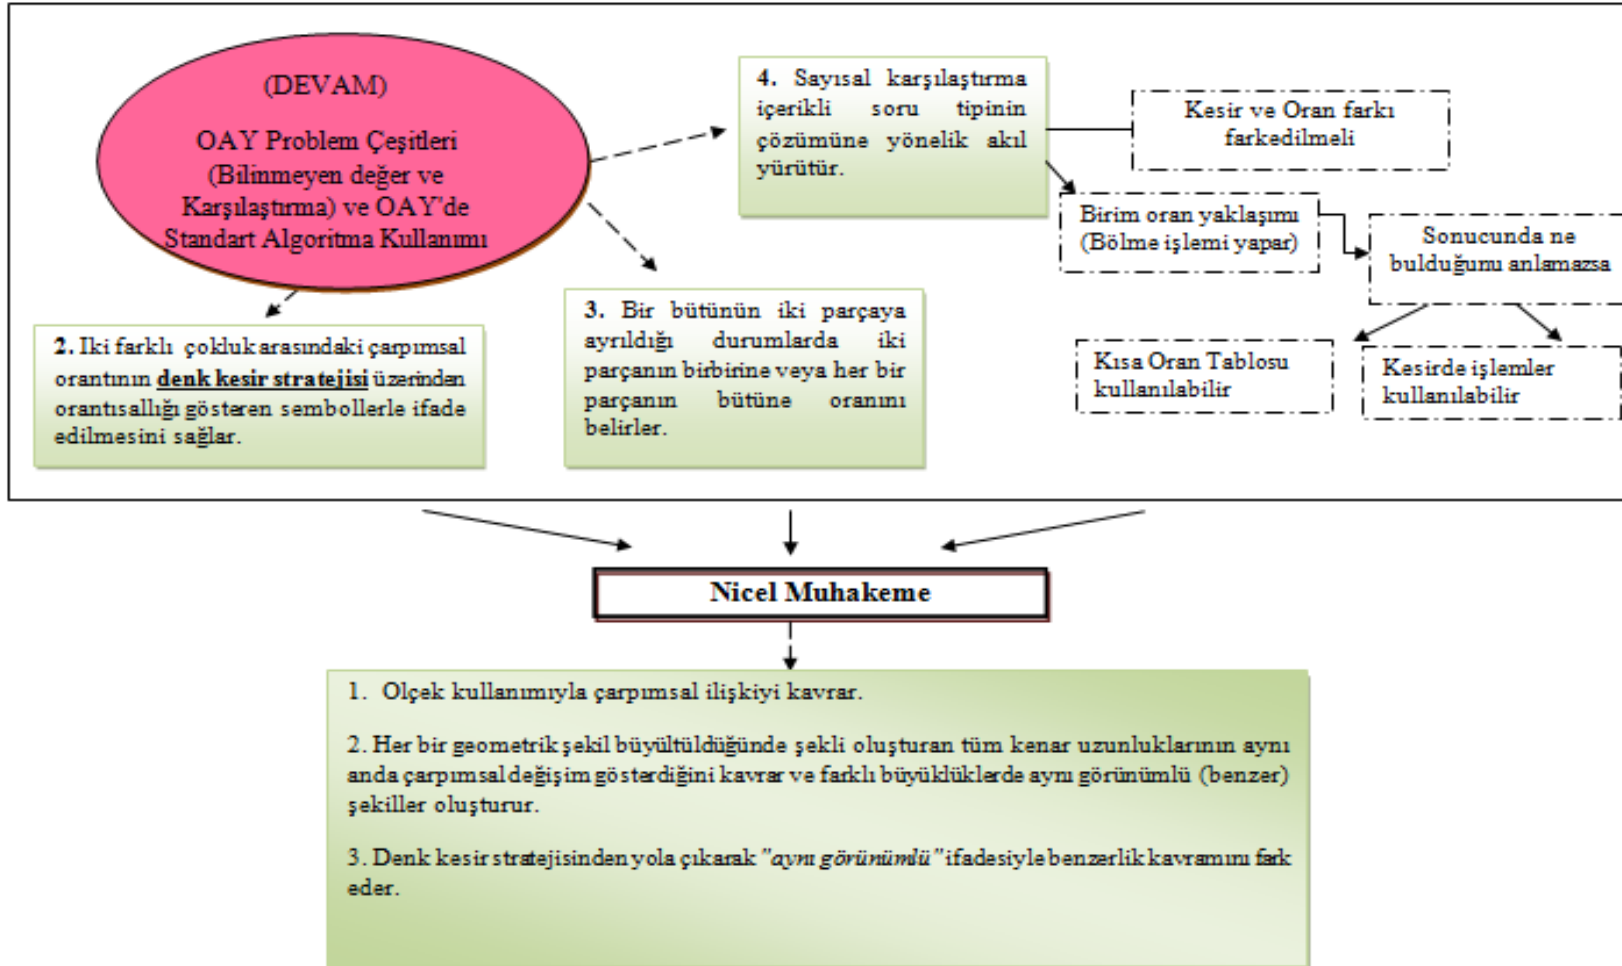 (DEVAM)
OAY Problem Çeşitleri
(Bilinmeyen değer ve
Karşılaştırma) ve OAY'de
Standart Algoritma Kullanımı
2. Iki farklı çokluk arasındaki çarpımsal
orantının denk kesir stratejisi üzerinden
orantısallığı gösteren sembollerle ifade
edilmesini sağlar.
3. Bir bütünün iki parçaya
ayrıldığı durumlarda iki
parçanın birbirine veya her bir
parçanın bütüne oranını
belirler.
4. Sayısal karşılaştırma
içerikli soru tipinin
çözümüne yönelik akıl
yürütür.
Kesir ve Oran farkı
farkedilmeli
Birim oran yaklaşımı
(Bölme işlemi yapar)
Sonucunda ne
bulduğunu anlamazsa
Kısa Oran Tablosu
kullanılabilir
Kesirde işlemler
kullanılabilir
Nicel Muhakeme
1. Olçek kullanımıyla çarpımsal ilişkiyi kavrar.
2. Her bir geometrik şekil büyültüldüğünde şekli oluşturan tüm kenar uzunluklarının aynı
anda çarpımsal değişim gösterdiğini kavrar ve farklı büyüklüklerde aynı görünümlü (benzer)
şekiller oluşturur.
3. Denk kesir stratejisinden yola çıkarak "aynı görünümlü" ifadesiyle benzerlik kavramını fark
eder.